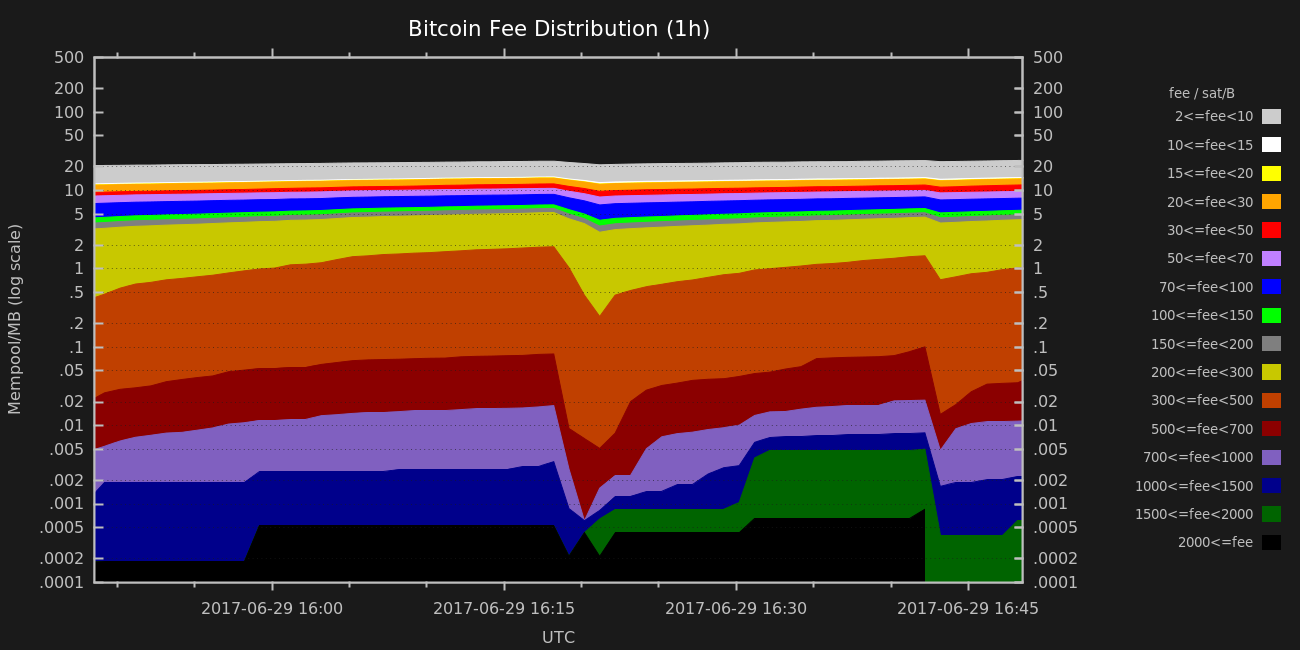 Bitcoin Fee Distribution (1h)
Mempool/MB (log scale)
500
200
100
50
20
10
5
2
1
.5
.2
.1
.05
.02
.01
.005
.002
.001
.0005
.0002
.0001
500
200
100
50
20
10
5
2
1
.5
.2
.1
.05
.02
.01
.005
.002
.001
.0005
.0002
.0001
2017-06-29 16:00
2017-06-29 16:15
2017-06-29 16:30
2017-06-29 16:45
UTC
fee / sat/B
2<=fee<10
10<=fee<15
15<=fee<20
20<=fee<30
30<=fee<50
50<=fee<70
70<=fee<100
100<=fee<150
150<=fee<200
200<=fee<300
300<=fee<500
500<=fee<700
700<=fee<1000
1000<=fee<1500
1500<=fee<2000
2000<=fee